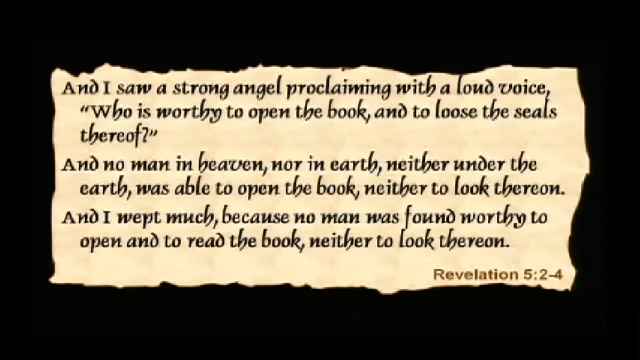 And I saw a strong angel proclaiming with a loud voice,
“Who is worthy to open the book, and to loose the seals
thereof?”
And no man in heaven, nor in earth, neither under the
earth, was able to open the book, neither to look thereon.
And I wept much, because no man was found worthy to
open and to read the book, neither to look thereon.
Revelation 5:2-4